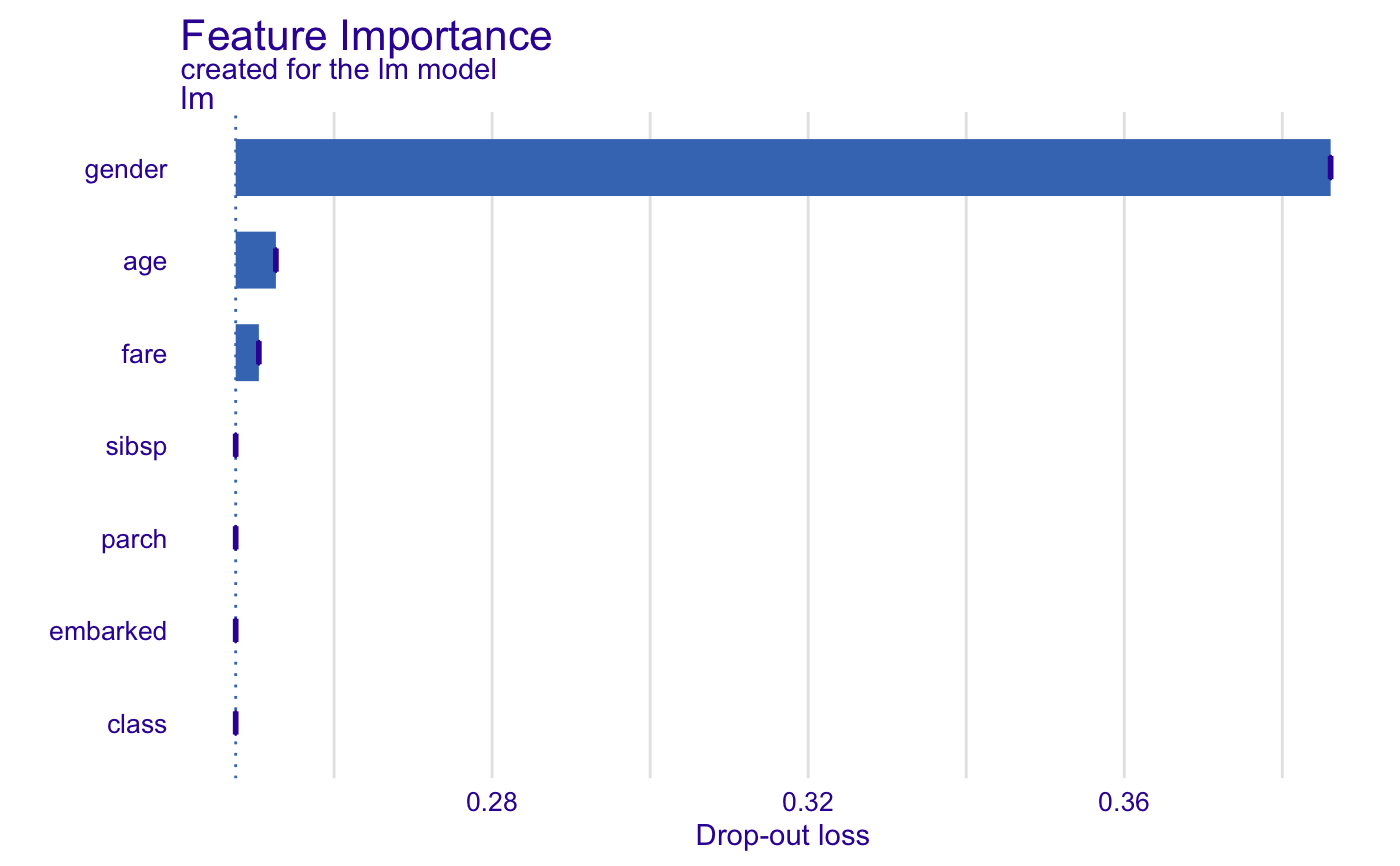 Feature Importance
created for the lm model
lm
gender
age
fare
sibsp
parch
embarked
class
0.28 0.32 0.36
Drop-out loss